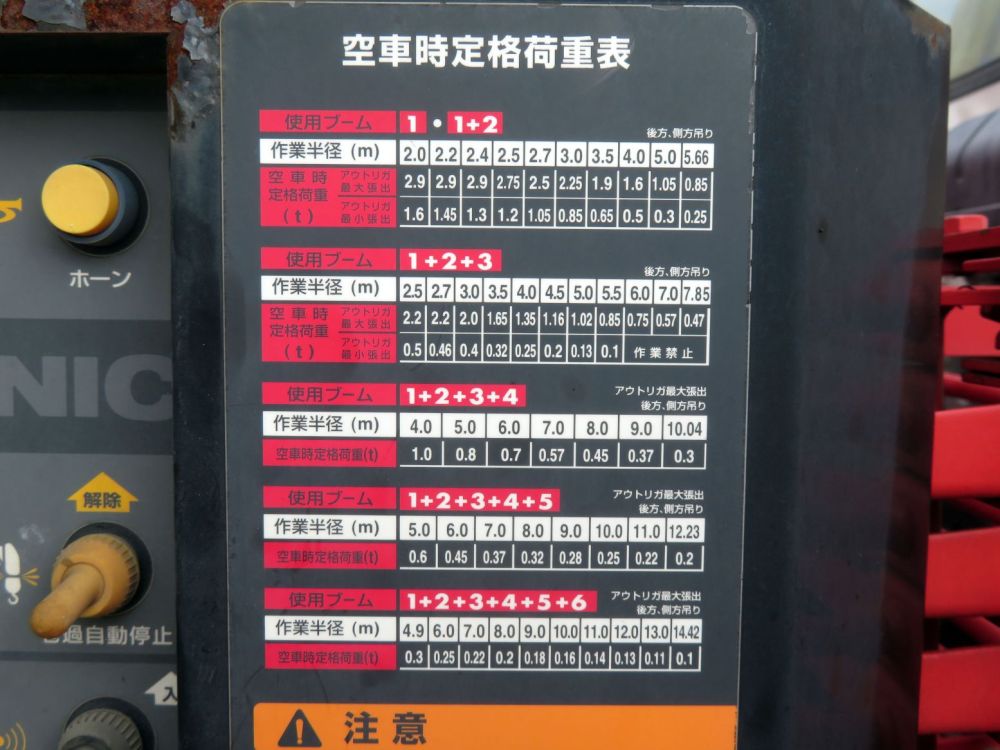 空車時定格荷重表
使用ブーム 1・1+2
後方、側方吊り
作業半径 (m) 2.0 2.2 2.4 2.5 2.7 3.0 3.5 4.0 5.0 5.66
空車時定格荷重(t) アウトリガ最大張出 2.9 2.9 2.9 2.75 2.5 2.25 1.9 1.6 1.05 0.85
アウトリガ最小張出 1.6 1.45 1.3 1.2 1.05 0.85 0.65 0.5 0.3 0.25
使用ブーム 1+2+3
後方、側方吊り
作業半径 (m) 2.5 2.7 3.0 3.5 4.0 4.5 5.0 5.5 6.0 7.0 7.85
空車時定格荷重(t) アウトリガ最大張出 2.2 2.2 2.0 1.65 1.35 1.16 1.02 0.85 0.75 0.57 0.47
アウトリガ最小張出 0.5 0.46 0.4 0.32 0.25 0.2 0.13 0.1 作業禁止
使用ブーム 1+2+3+4
アウトリガ最大張出
後方、側方吊り
作業半径 (m) 4.0 5.0 6.0 7.0 8.0 9.0 10.04
空車時定格荷重(t) 1.0 0.8 0.7 0.57 0.45 0.37 0.3
使用ブーム 1+2+3+4+5
アウトリガ最大張出
後方、側方吊り
作業半径 (m) 5.0 6.0 7.0 8.0 9.0 10.0 11.0 12.23
空車時定格荷重(t) 0.6 0.45 0.37 0.32 0.28 0.25 0.22 0.2
使用ブーム 1+2+3+4+5+6
アウトリガ最大張出
後方、側方吊り
作業半径 (m) 4.9 6.0 7.0 8.0 9.0 10.0 11.0 12.0 13.0 14.42
空車時定格荷重(t) 0.3 0.25 0.22 0.2 0.18 0.16 0.14 0.13 0.11 0.1
注意
ホーン
NIC
解除
過自動停止
入